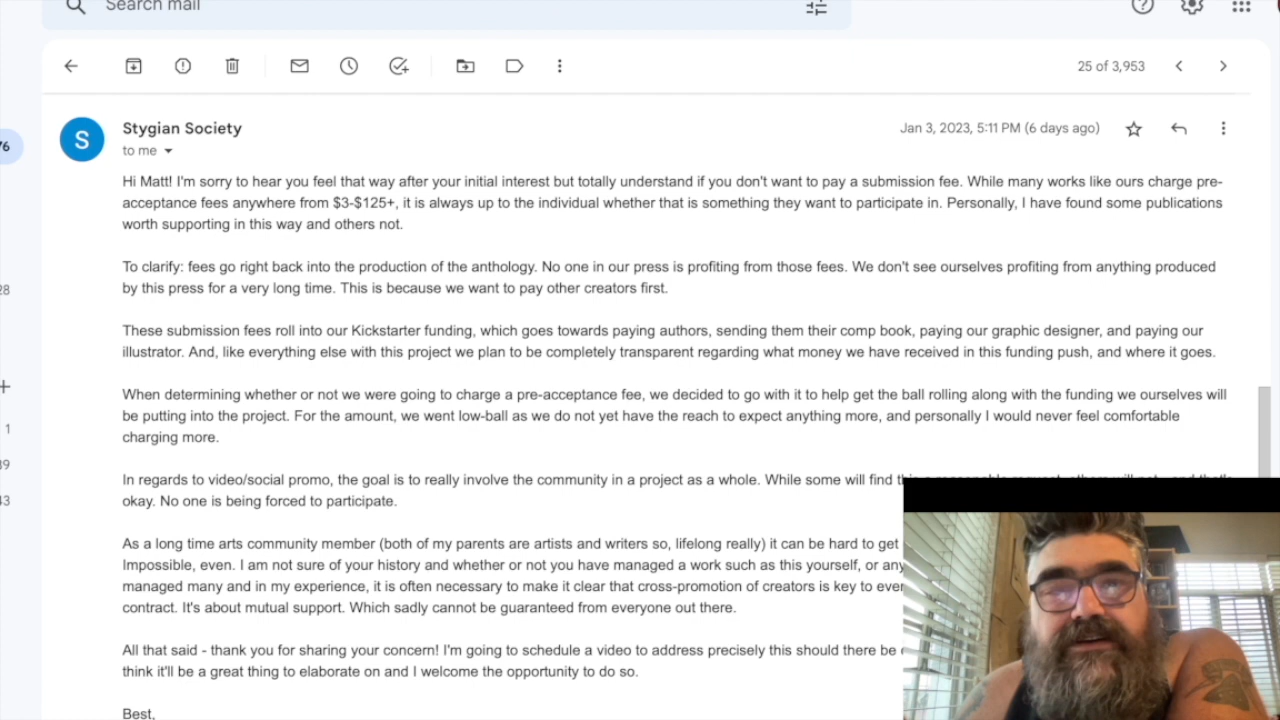 Search mail
25 of 3,953
76
S
Stygian Society
Jan 3, 2023, 5:11 PM (6 days ago)
to me
Hi Matt! I'm sorry to hear you feel that way after your initial interest but totally understand if you don't want to pay a submission fee. While many works like ours charge pre-
acceptance fees anywhere from $3-$125+, it is always up to the individual whether that is something they want to participate in. Personally, I have found some publications
worth supporting in this way and others not.
To clarify: fees go right back into the production of the anthology. No one in our press is profiting from those fees. We don't see ourselves profiting from anything produced
28
by this press for a very long time. This is because we want to pay other creators first.
These submission fees roll into our Kickstarter funding, which goes towards paying authors, sending them their comp book, paying our graphic designer, and paying our
illustrator. And, like everything else with this project we plan to be completely transparent regarding what money we have received in this funding push, and where it goes.
+
When determining whether or not we were going to charge a pre-acceptance fee, we decided to go with it to help get the ball rolling along with the funding we ourselves will
be putting into the project. For the amount, we went low-ball as we do not yet have the reach to expect anything more, and personally I would never feel comfortable
1
charging more.
39
In regards to video/social promo, the goal is to really involve the community in a project as a whole. While some will find
43
okay. No one is being forced to participate.
As a long time arts community member (both of my parents are artists and writers so, lifelong really) it can be hard to get
Impossible, even. I am not sure of your history and whether or not you have managed a work such as this yourself, or any
managed many and in my experience, it is often necessary to make it clear that cross-promotion of creators is key to
contract. It's about mutual support. Which sadly cannot be guaranteed from everyone out there.
All that said - thank you for sharing your concern! I'm going to schedule a video to address precisely this should there be
think it'll be a great thing to elaborate on and I welcome the opportunity to do so.
Best,